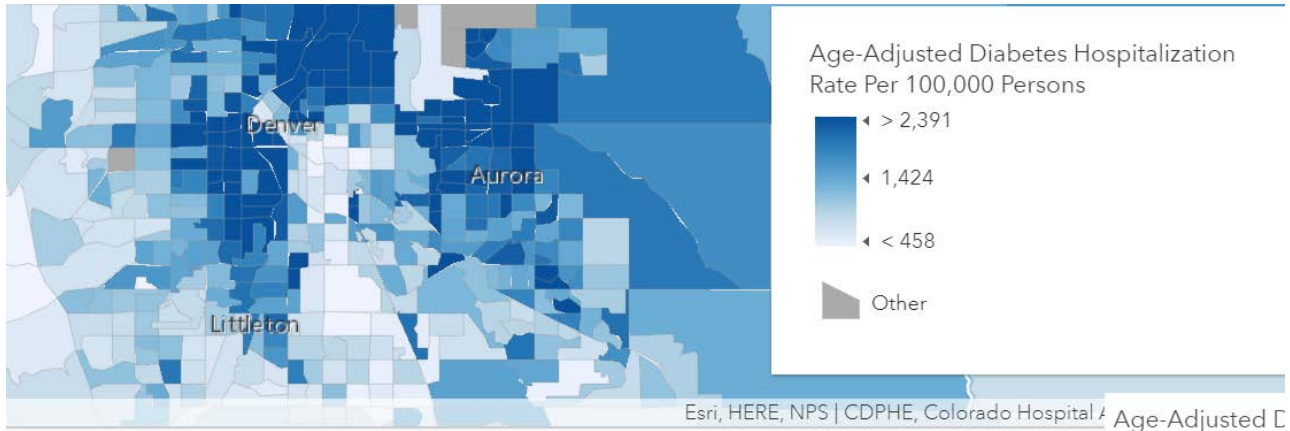 Denver
Aurora
Littleton
Age-Adjusted Diabetes Hospitalization
Rate Per 100,000 Persons
> 2,391
1,424
< 458
Other
Esri, HERE, NPS | CDPHE, Colorado Hospital A
Age-Adjusted D